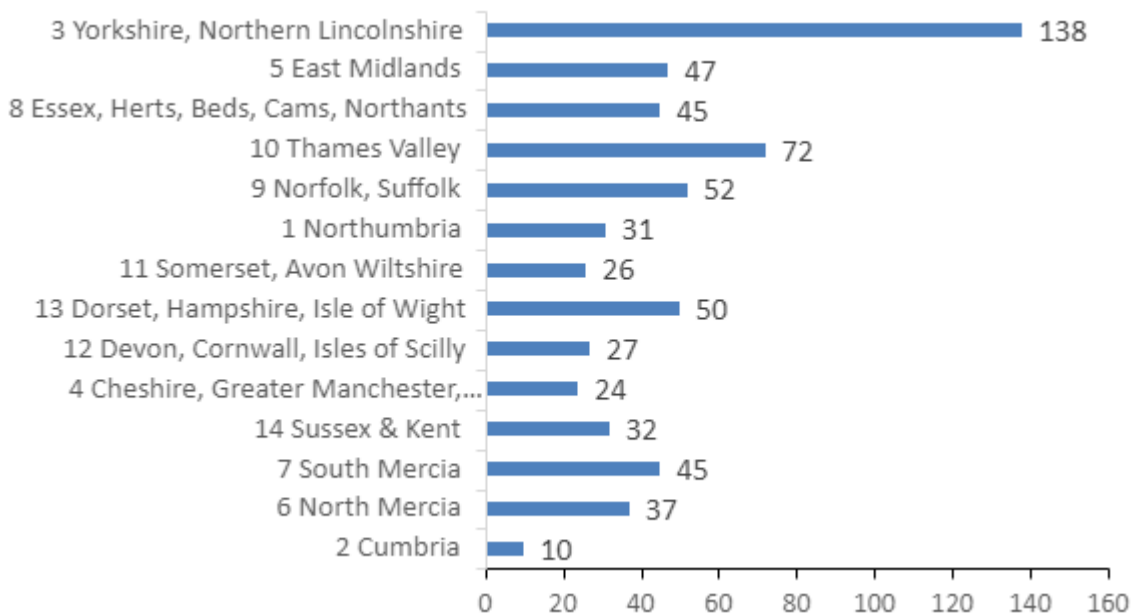 3 Yorkshire, Northern Lincolnshire 138
5 East Midlands 47
8 Essex, Herts, Beds, Cams, Northants 45
10 Thames Valley 72
9 Norfolk, Suffolk 52
1 Northumbria 31
11 Somerset, Avon Wiltshire 26
13 Dorset, Hampshire, Isle of Wight 50
12 Devon, Cornwall, Isles of Scilly 27
4 Cheshire, Greater Manchester,... 24
14 Sussex & Kent 32
7 South Mercia 45
6 North Mercia 37
2 Cumbria 10
0 20 40 60 80 100 120 140 160